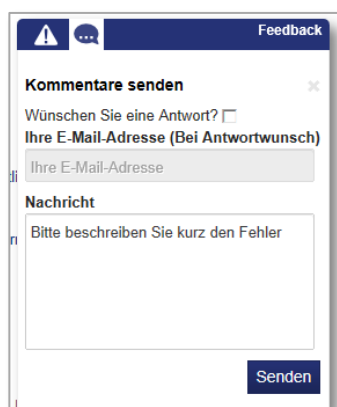 Feedback
Kommentare senden
Wünschen Sie eine Antwort?
Ihre E-Mail-Adresse (Bei Antwortwunsch)
Ihre E-Mail-Adresse
Nachricht
Bitte beschreiben Sie kurz den Fehler
Senden